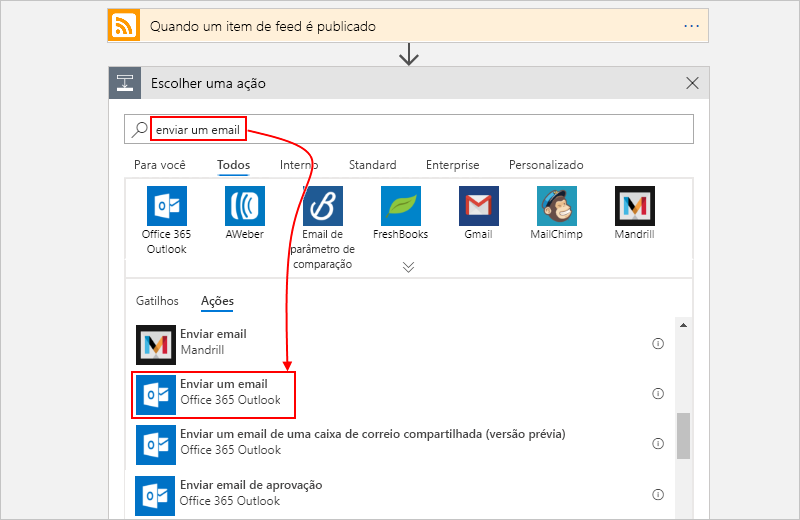 Quando um item de feed é publicado
Escolher uma ação
enviar um email
Para você Todos Interno Standard Enterprise Personalizado
Office 365 Outlook
AWeber
Email de parâmetro de comparação
FreshBooks
Gmail
MailChimp
Mandrill
Gatilhos Ações
Enviar email
Mandrill
Enviar um email
Office 365 Outlook
Enviar um email de uma caixa de correio compartilhada (versão prévia)
Office 365 Outlook
Enviar email de aprovação
Office 365 Outlook